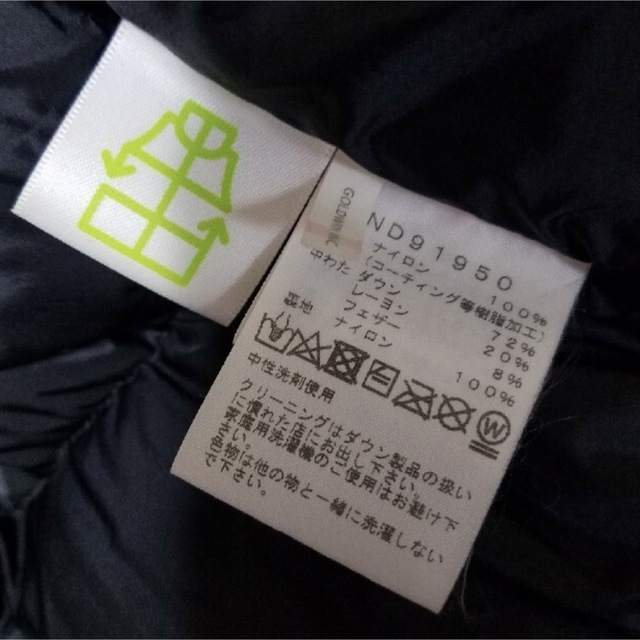 GOLDWIN INC.
ND91950
ナイロン 100%
(コーティング等樹脂加工)
中わた ダウン 72%
レーヨン 20%
フェザー 8%
裏地 ナイロン 100%
中性洗剤使用
クリーニングはダウン製品の扱い
に慣れた店にお出し下さい。
家庭用洗濯機のご使用はお避け下
さい。
色物は他の物と一緒に洗濯しない
で下さい。